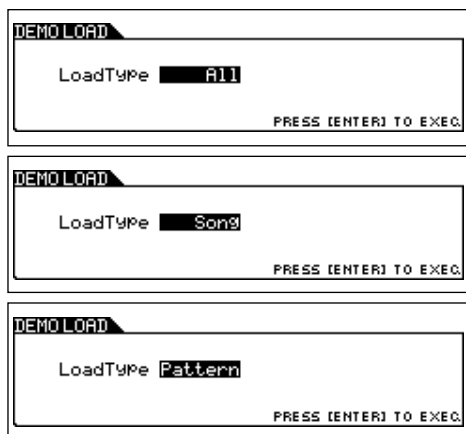 DEMO LOAD
LoadType All
PRESS [ENTER] TO EXEC.
DEMO LOAD
LoadType Song
PRESS [ENTER] TO EXEC.
DEMO LOAD
LoadType Pattern
PRESS [ENTER] TO EXEC.